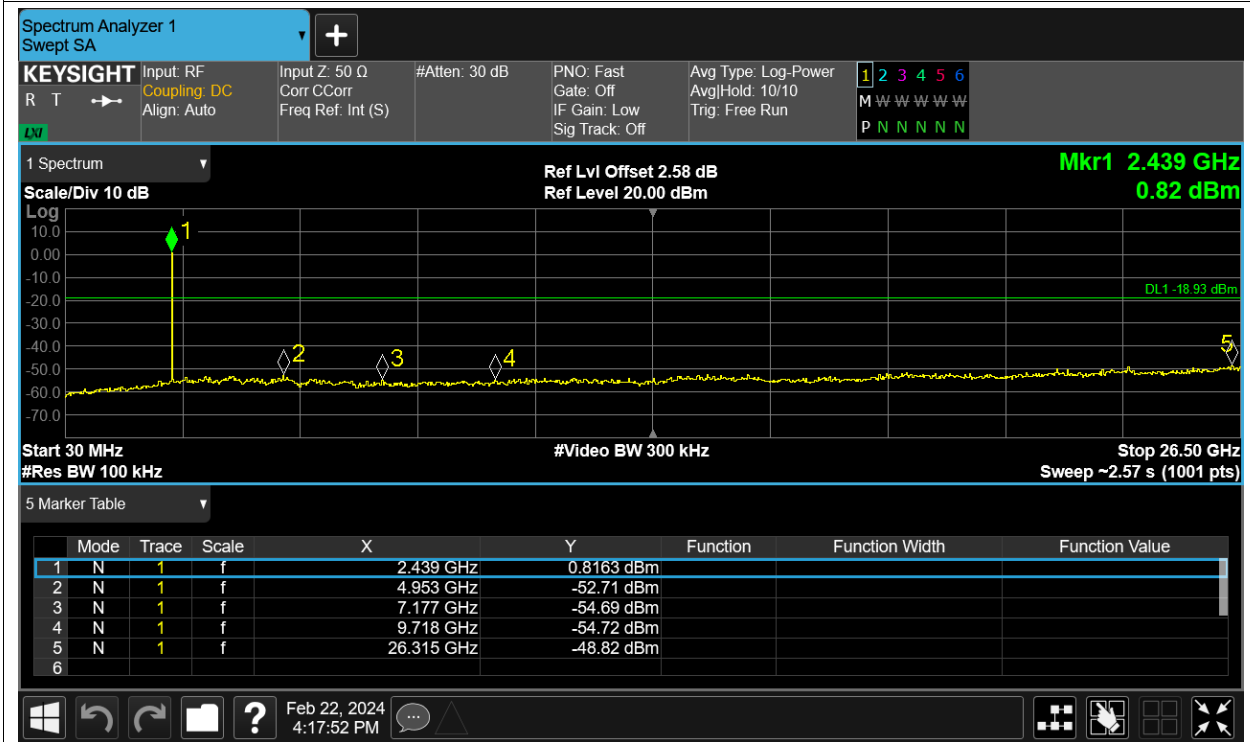 Spectrum Analyzer 1
Swept SA
+
KEYSIGHT
R T
LXI
Input: RF
Coupling: DC
Align: Auto
Input Z: 50 Ω
Corr CCorr
Freq Ref: Int (S)
#Atten: 30 dB
PNO: Fast
Gate: Off
IF Gain: Low
Sig Track: Off
Avg Type: Log-Power
Avg|Hold: 10/10
Trig: Free Run
1 2 3 4 5 6
M W W W W W
P N N N N N
1 Spectrum
Scale/Div 10 dB
Ref Lvl Offset 2.58 dB
Ref Level 20.00 dBm
Mkr1 2.439 GHz
0.82 dBm
Log
10.0
0.00
-10.0
-20.0
-30.0
-40.0
-50.0
-60.0
-70.0
1
2
3
4
5
DL1 -18.93 dBm
Start 30 MHz
#Video BW 300 kHz
Stop 26.50 GHz
#Res BW 100 kHz
Sweep ~2.57 s (1001 pts)
5 Marker Table
Mode Trace Scale X Y Function Function Width Function Value
1 N 1 f 2.439 GHz 0.8163 dBm
2 N 1 f 4.953 GHz -52.71 dBm
3 N 1 f 7.177 GHz -54.69 dBm
4 N 1 f 9.718 GHz -54.72 dBm
5 N 1 f 26.315 GHz -48.82 dBm
6
?
Feb 22, 2024
4:17:52 PM